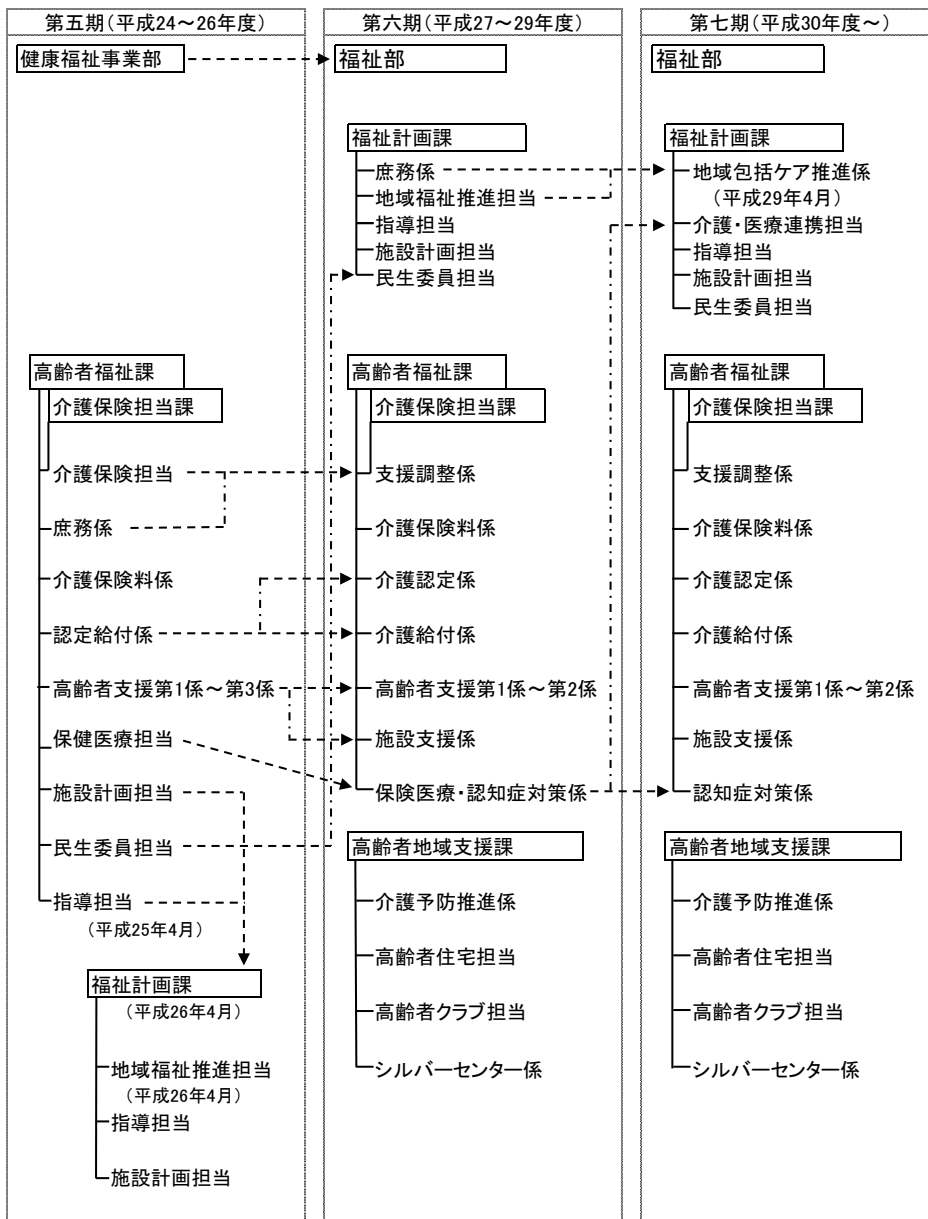 第五期(平成24～26年度)
健康福祉事業部
高齢者福祉課
介護保険担当課
介護保険担当
庶務係
介護保険料係
認定給付係
高齢者支援第1係～第3係
保健医療担当
施設計画担当
民生委員担当
指導担当
(平成25年4月)
福祉計画課
(平成26年4月)
地域福祉推進担当
(平成26年4月)
指導担当
施設計画担当
第六期(平成27～29年度)
福祉部
福祉計画課
庶務係
地域福祉推進担当
指導担当
施設計画担当
民生委員担当
高齢者福祉課
介護保険担当課
支援調整係
介護保険料係
介護認定係
介護給付係
高齢者支援第1係～第2係
施設支援係
保険医療・認知症対策係
高齢者地域支援課
介護予防推進係
高齢者住宅担当
高齢者クラブ担当
シルバーセンター係
第七期(平成30年度～)
福祉部
福祉計画課
地域包括ケア推進係
(平成29年4月)
介護・医療連携担当
指導担当
施設計画担当
民生委員担当
高齢者福祉課
介護保険担当課
支援調整係
介護保険料係
介護認定係
介護給付係
高齢者支援第1係～第2係
施設支援係
認知症対策係
高齢者地域支援課
介護予防推進係
高齢者住宅担当
高齢者クラブ担当
シルバーセンター係